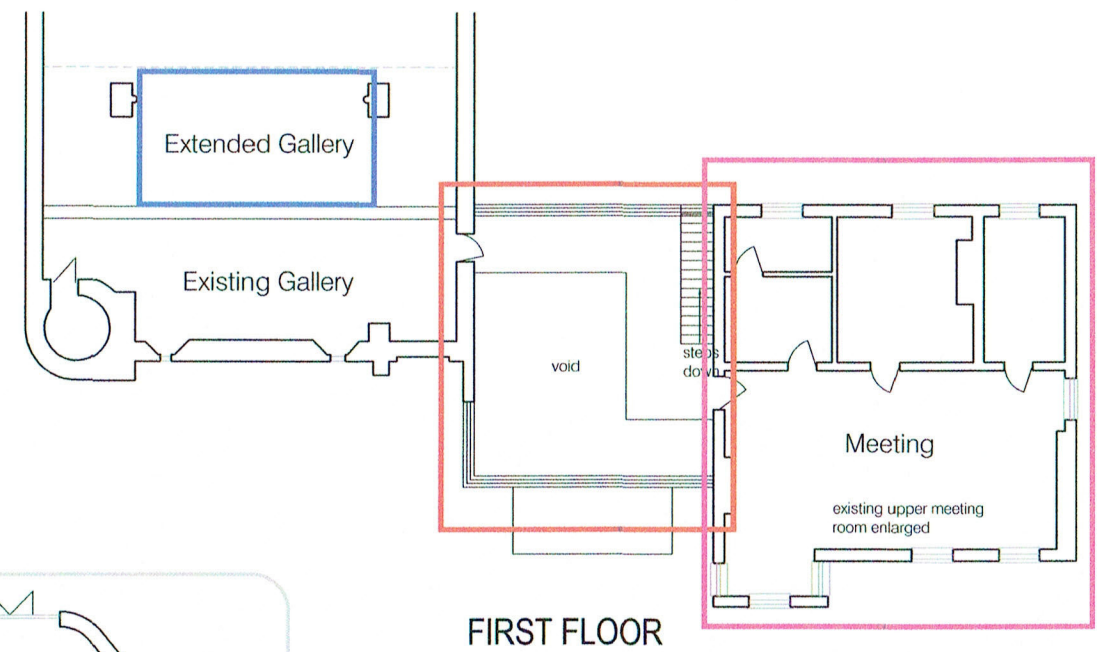 Extended Gallery
Existing Gallery
void
steps
down
Meeting
existing upper meeting
room enlarged
FIRST FLOOR